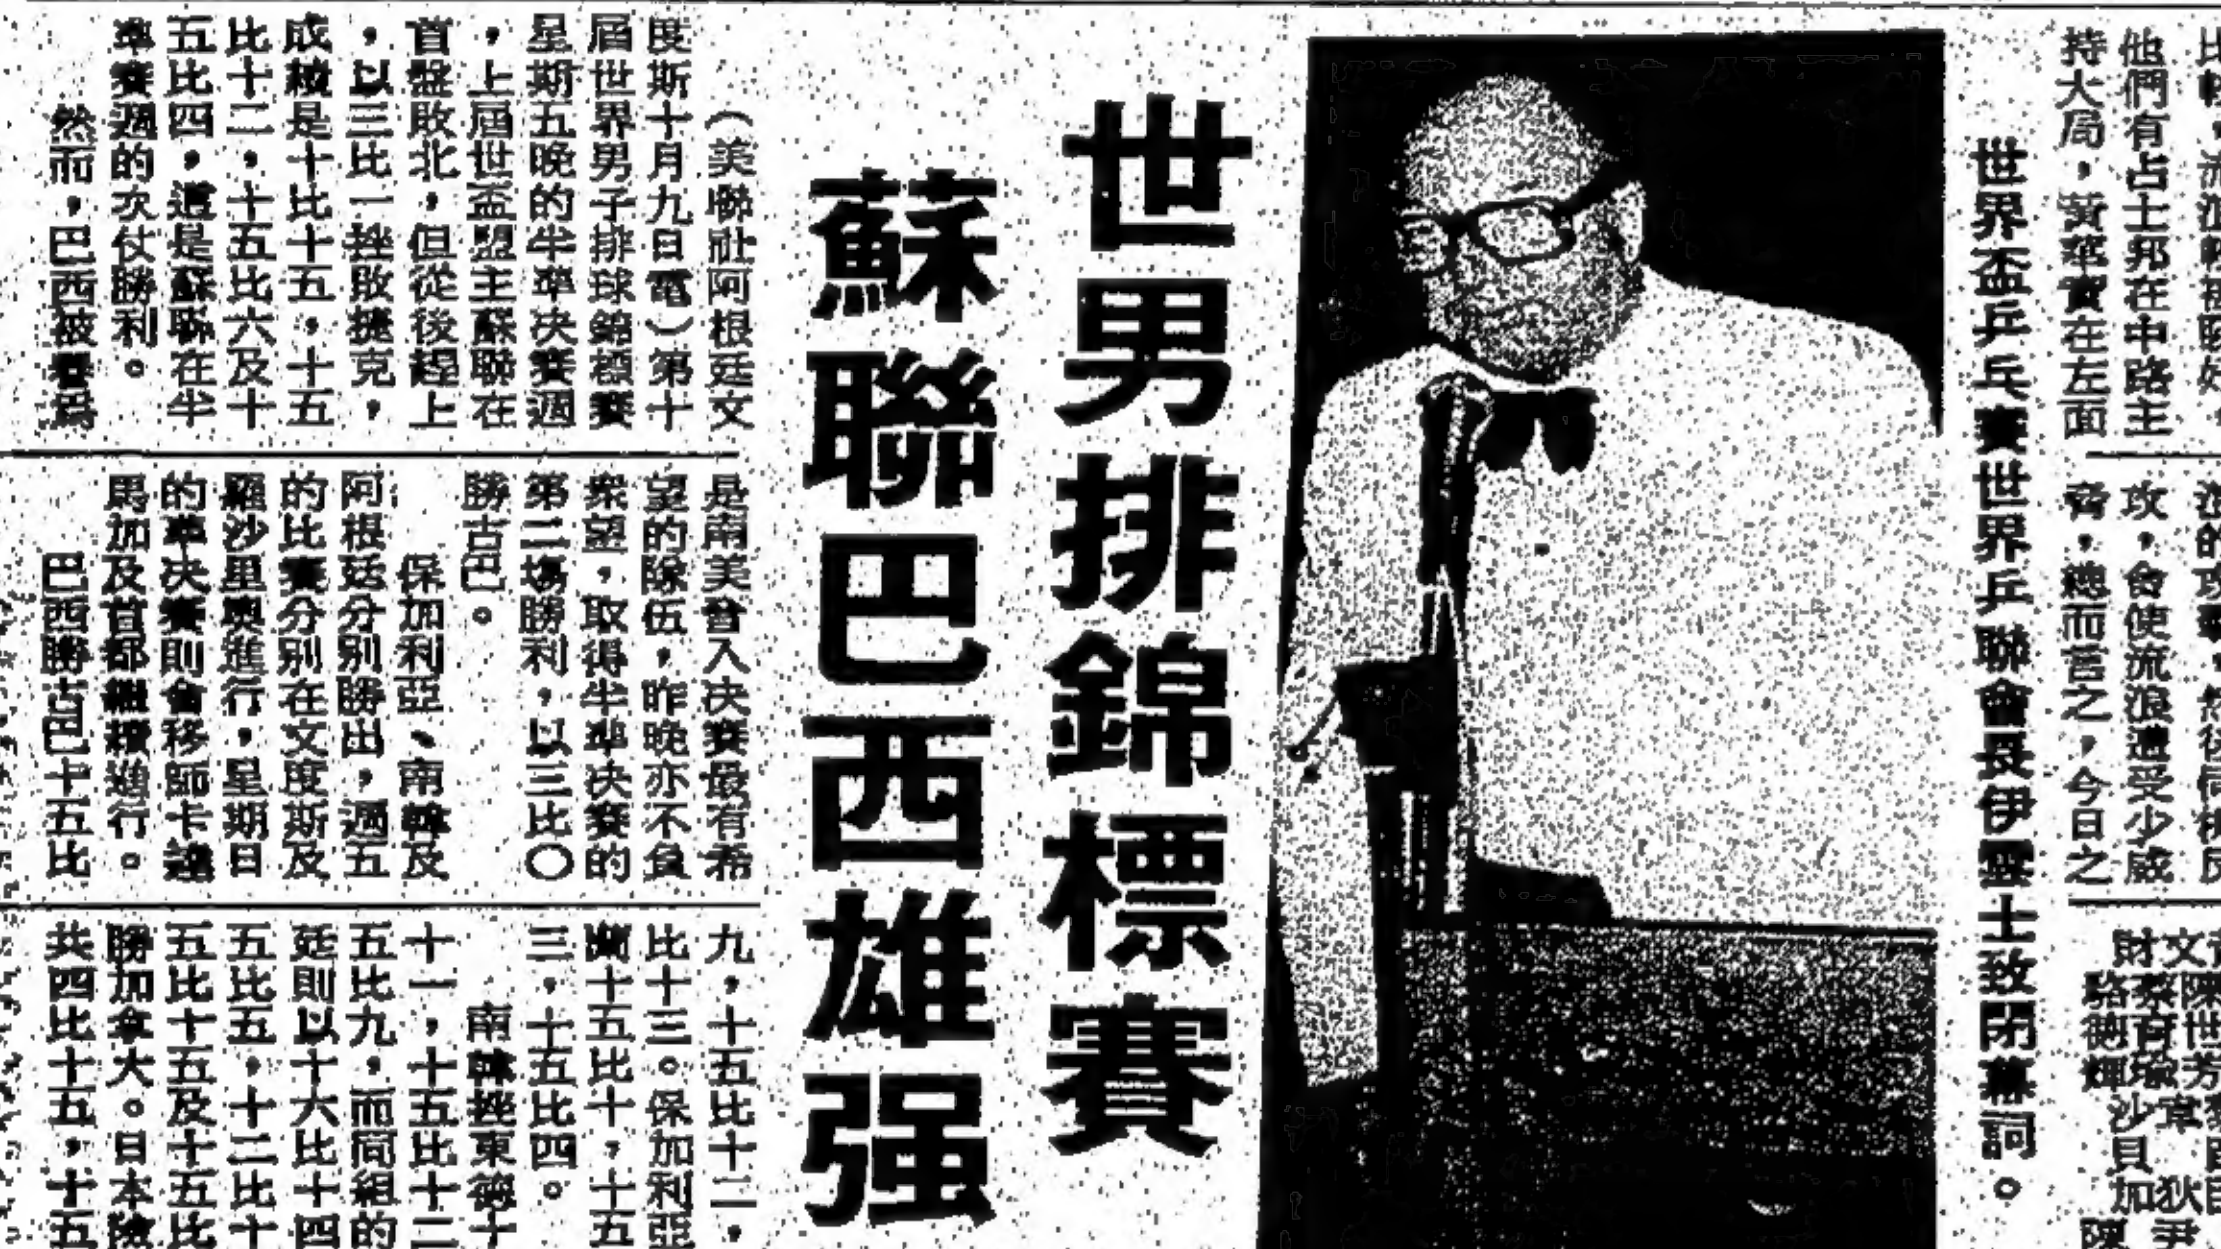 他們有占士邦在中路主
持大局，黃華實在左面
攻，會使流浪遭受少威
脅，總而言之，今日之
世界盃乒乓賽世界乒聯會長伊雲士致閉幕詞。
世男排錦標賽
蘇聯巴西雄强
（美聯社阿根廷文
度斯十月九日電）第十
屆世界男子排球錦標賽
星期五晚的半準决賽週
，上屆世盃盟主蘇聯在
首盤敗北，但從後趕上
，以三比一挫敗捷克，
成績是十比十五，十五
比十二，十五比六及十
五比四，這是蘇聯在半
準賽週的次仗勝利。
然而，巴西被譽爲
是南美會入决賽最有希
望的隊伍，昨晚亦不負
衆望，取得半準决賽的
第二場勝利，以三比〇
勝古巴。
保加利亞、南韓及
阿根廷分別勝出，週五
的比賽分別在文度斯及
羅沙里奧進行，星期日
的準决賽則會移師卡達
馬加及首都繼續進行。
巴西勝古巴十五比
九，十五比十二，
比十三。保加利亞
蘭十五比十，十五
三，十五比四。
南韓挫東德十
十一，十五比十二
五比九，而同組的
廷則以十六比十四
五比五，十二比十
五比十五及十五比
勝加拿大。日本險
共四比十五，十五